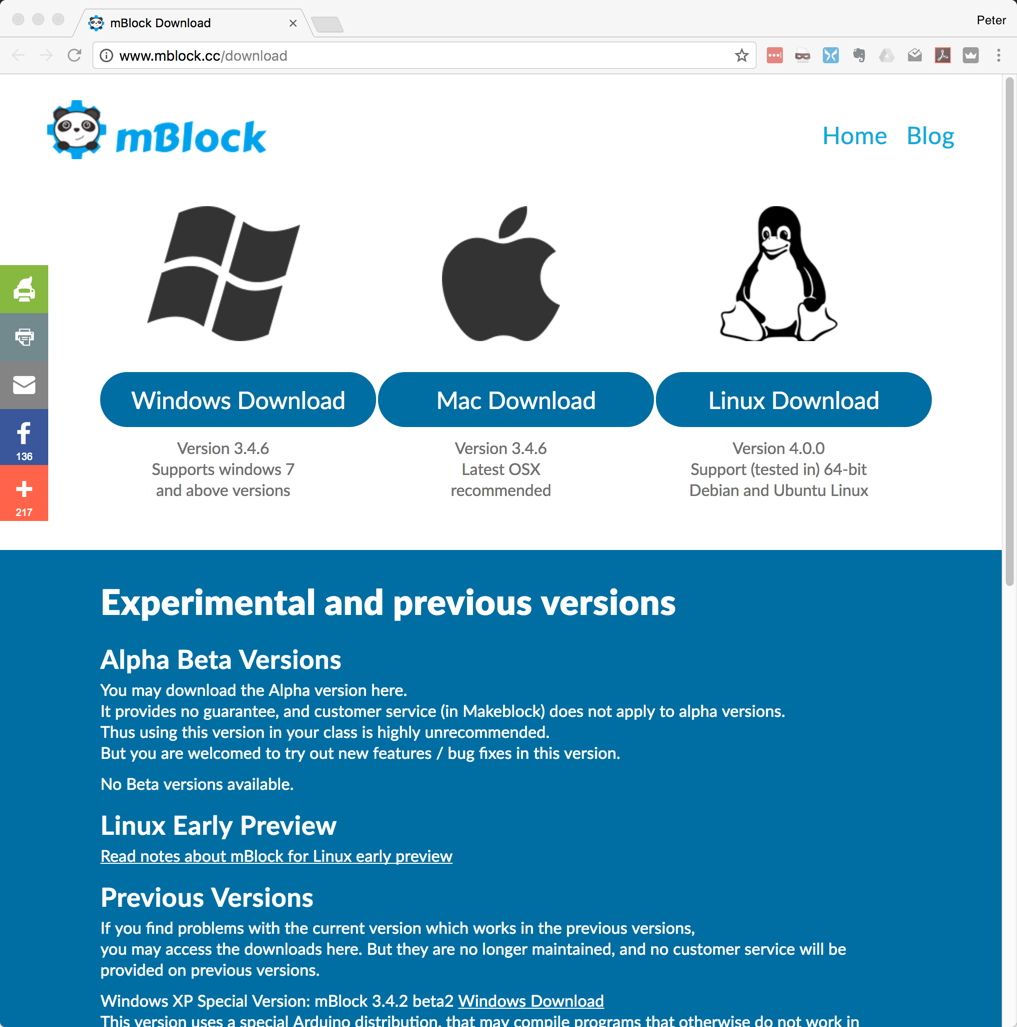 mBlock Download
Peter
www.mblock.cc/download
mBlock
Home Blog
Windows Download
Mac Download
Linux Download
Version 3.4.6
Supports windows 7
and above versions
Version 3.4.6
Latest OSX
recommended
Version 4.0.0
Support (tested in) 64-bit
Debian and Ubuntu Linux
136
217
Experimental and previous versions
Alpha Beta Versions
You may download the Alpha version here.
It provides no guarantee, and customer service (in Makeblock) does not apply to alpha versions.
Thus using this version in your class is highly unrecommended.
But you are welcomed to try out new features / bug fixes in this version.
No Beta versions available.
Linux Early Preview
Read notes about mBlock for Linux early preview
Previous Versions
If you find problems with the current version which works in the previous versions,
you may access the downloads here. But they are no longer maintained, and no customer service will be
provided on previous versions.
Windows XP Special Version: mBlock 3.4.2 beta2 Windows Download
This version uses a special Arduino distribution, that may compile programs that otherwise do not work in